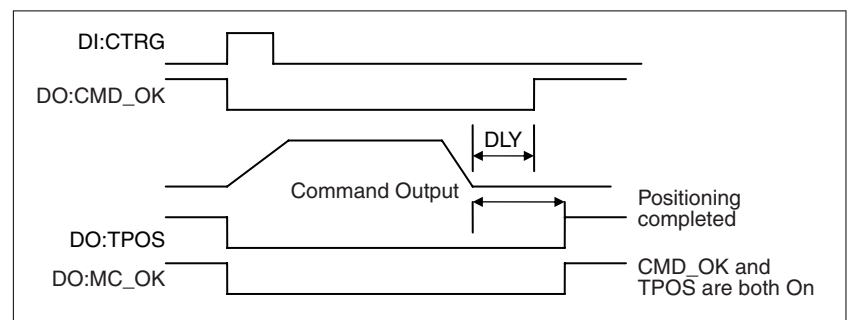 DI:CTRG
DO:CMD_OK
DLY
Command Output
Positioning
completed
DO:TPOS
DO:MC_OK
CMD_OK and
TPOS are both On